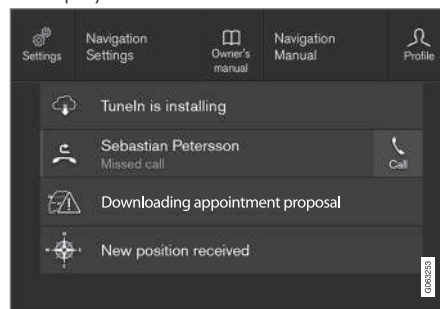 Navigation
Settings
Settings
Owner's
manual
Navigation
Manual
Profile
TuneIn is installing
Sebastian Petersson
Missed call
Call
Downloading appointment proposal
New position received
G063253